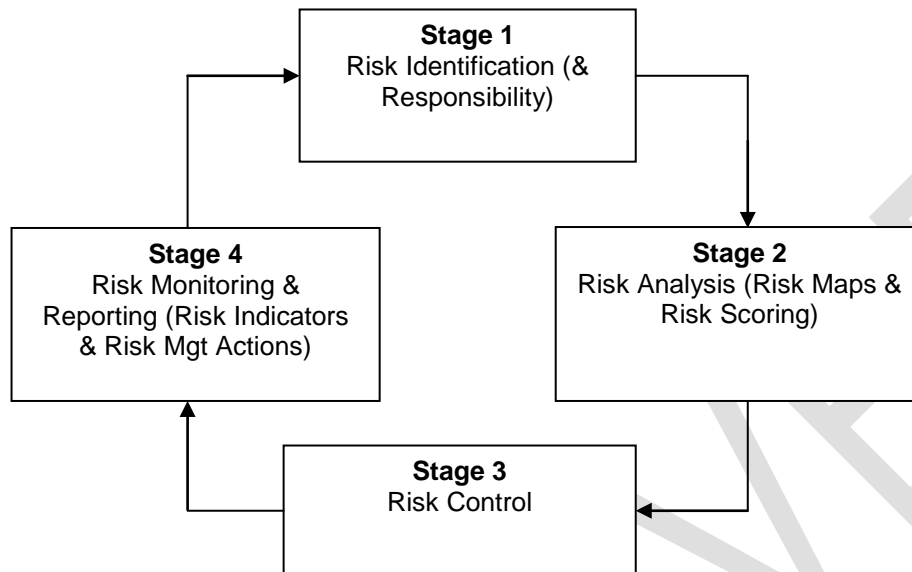 Stage 1
Risk Identification (&
Responsibility)
Stage 4
Risk Monitoring &
Reporting (Risk Indicators
& Risk Mgt Actions)
Stage 2
Risk Analysis (Risk Maps &
Risk Scoring)
Stage 3
Risk Control